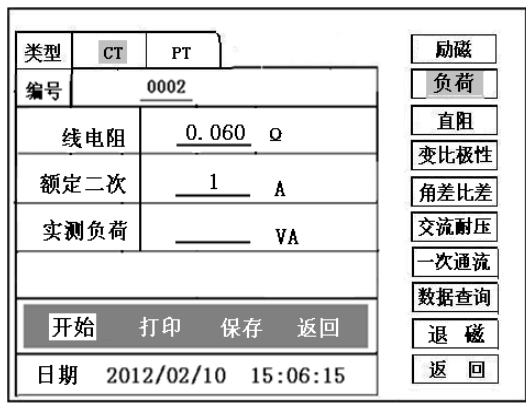 类型 CT PT
编号 0002
线电阻 0.060 Ω
额定二次 1 A
实测负荷 VA
开始 打印 保存 返回
日期 2012/02/10 15:06:15
励磁
负荷
直阻
变比极性
角差比差
交流耐压
一次通流
数据查询
退 磁
返 回